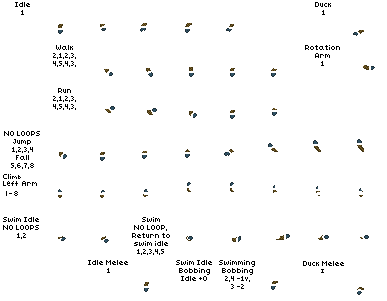 Idle
1
Duck
1
Walk
2,1,2,3,
4,5,4,3,
Rotation
Arm
1
Run
2,1,2,3,
4,5,4,3,
NO LOOPS
Jump
1,2,3,4
Fall
5,6,7,8
Climb
Left Arm
1-8
Swim Idle
NO LOOPS
1,2
Swim
NO LOOP,
Return to
swim idle
1,2,3,4,5
Swim Idle
Bobbing
Idle +0
Swimming
Bobbing
2,4 -1v,
3 -2
Idle Melee
1
Duck Melee
1